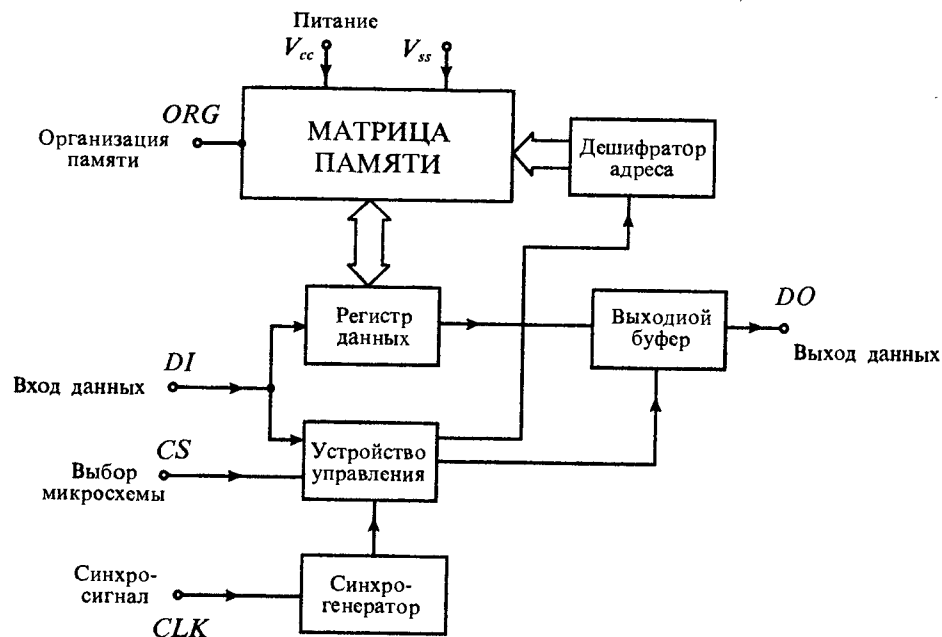 Питание
Vcc
Vss
ORG
Организация
памяти
МАТРИЦА
ПАМЯТИ
Дешифратор
адреса
Регистр
данных
Выходной
буфер
DO
Выход данных
DI
Вход данных
CS
Выбор
микросхемы
Устройство
управления
Синхро-
сигнал
CLK
Синхро-
генератор